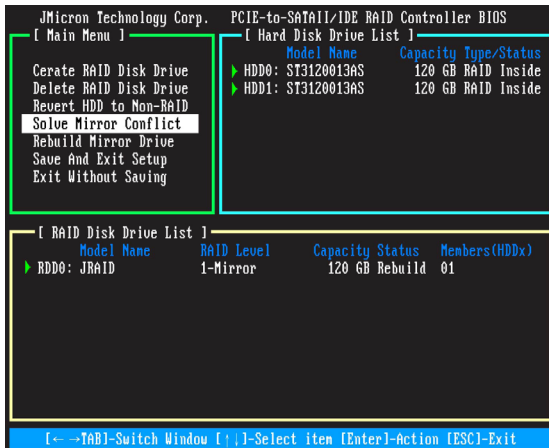 JMicron Technology Corp. PCIE-to-SATAII/IDE RAID Controller BIOS
[ Main Menu ]
Cerate RAID Disk Drive
Delete RAID Disk Drive
Revert HDD to Non-RAID
Solve Mirror Conflict
Rebuild Mirror Drive
Save And Exit Setup
Exit Without Saving
[ Hard Disk Drive List ]
Model Name Capacity Type/Status
HDD0: ST3120013AS 120 GB RAID Inside
HDD1: ST3120013AS 120 GB RAID Inside
[ RAID Disk Drive List ]
Model Name RAID Level Capacity Status Members(HDDx)
RDD0: JRAID 1-Mirror 120 GB Rebuild 01
[← →TAB]-Switch Window [↑↓]-Select item [Enter]-Action [ESC]-Exit